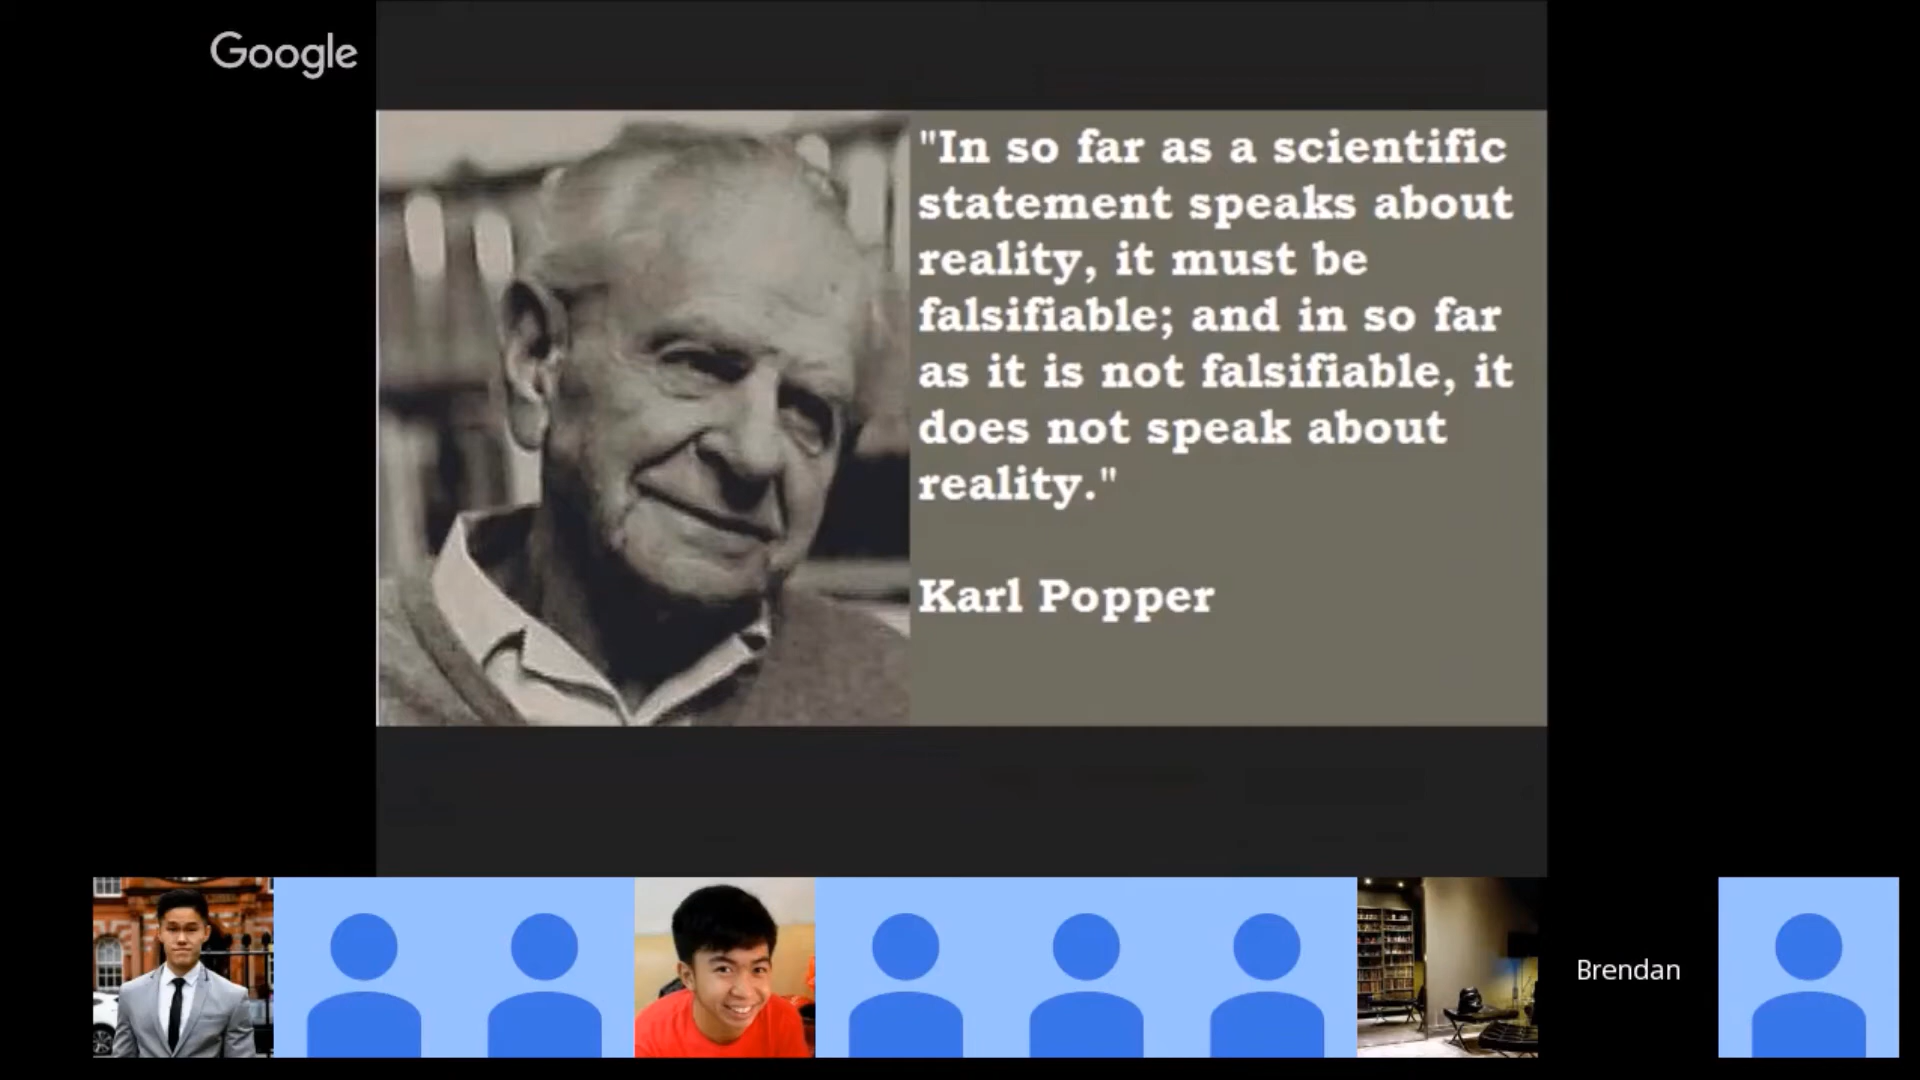 Google
"In so far as a scientific
statement speaks about
reality, it must be
falsifiable; and in so far
as it is not falsifiable, it
does not speak about
reality."
Karl Popper
Brendan